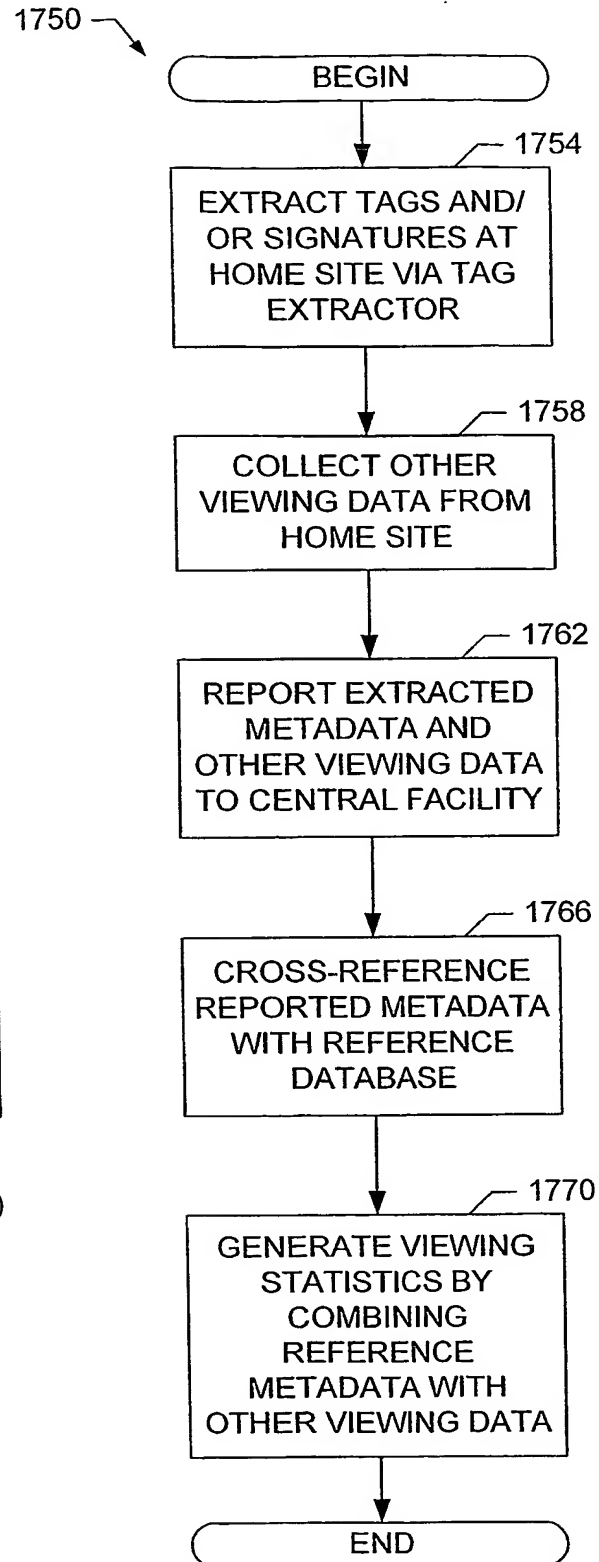 1750
BEGIN
1754
EXTRACT TAGS AND/
OR SIGNATURES AT
HOME SITE VIA TAG
EXTRACTOR
1758
COLLECT OTHER
VIEWING DATA FROM
HOME SITE
1762
REPORT EXTRACTED
METADATA AND
OTHER VIEWING DATA
TO CENTRAL FACILITY
1766
CROSS-REFERENCE
REPORTED METADATA
WITH REFERENCE
DATABASE
1770
GENERATE VIEWING
STATISTICS BY
COMBINING
REFERENCE
METADATA WITH
OTHER VIEWING DATA
END